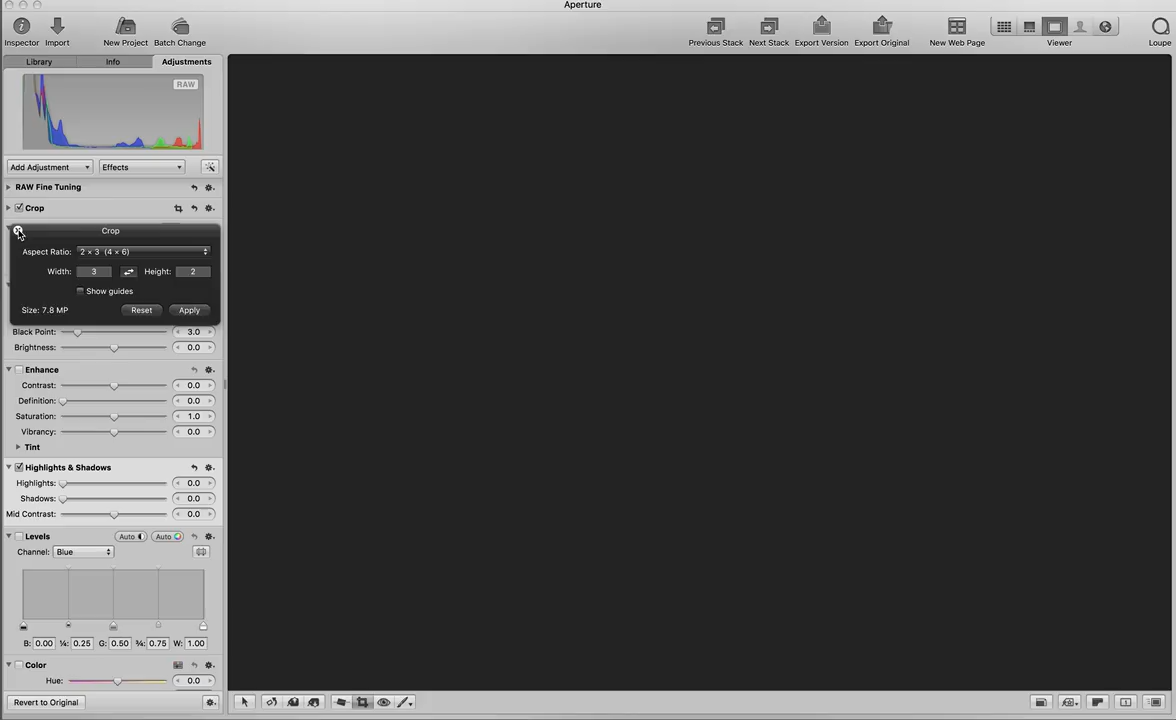 Aperture
Inspector Import New Project Batch Change Previous Stack Next Stack Export Version Export Original New Web Page Viewer Loupe
Library Info Adjustments
RAW
Add Adjustment Effects
RAW Fine Tuning
Crop
Crop
Aspect Ratio: 2 × 3 (4 × 6)
Width: 3 Height: 2
Show guides
Size: 7.8 MP Reset Apply
Black Point: 3.0
Brightness: 0.0
Enhance
Contrast: 0.0
Definition: 0.0
Saturation: 1.0
Vibrancy: 0.0
Tint
Highlights & Shadows
Highlights: 0.0
Shadows: 0.0
Mid Contrast: 0.0
Levels Auto Auto
Channel: Blue
B: 0.00 ¼: 0.25 G: 0.50 ¾: 0.75 W: 1.00
Color
Hue: 0.0
Revert to Original